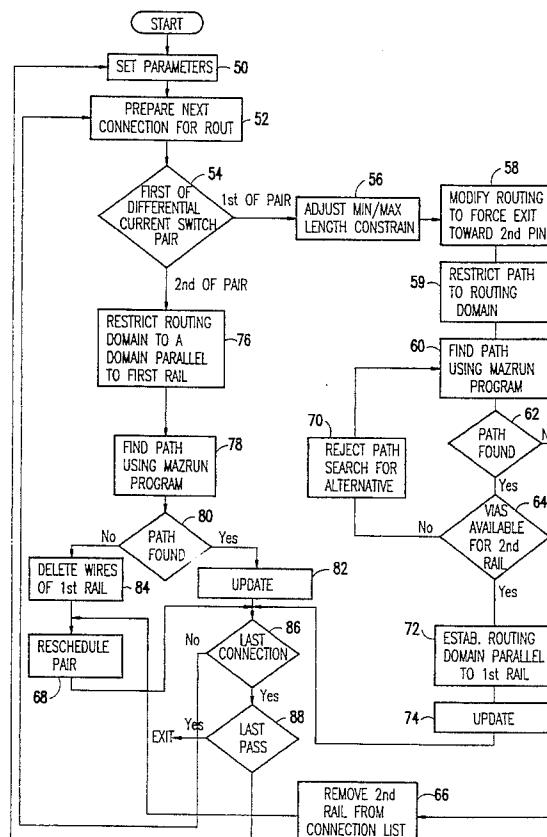 START
SET PARAMETERS
50
PREPARE NEXT
CONNECTION FOR ROUT
52
54
FIRST OF
DIFFERENTIAL
CURRENT SWITCH
PAIR
1st OF PAIR
56
ADJUST MIN/MAX
LENGTH CONSTRAIN
58
MODIFY ROUTING
TO FORCE EXIT
TOWARD 2nd PIN
59
RESTRICT PATH
TO ROUTING
DOMAIN
60
FIND PATH
USING MAZRUN
PROGRAM
62
PATH
FOUND
N
Yes
64
VIAS
AVAILABLE
FOR 2nd
RAIL
No
70
REJECT PATH
SEARCH FOR
ALTERNATIVE
Yes
72
ESTAB. ROUTING
DOMAIN PARALLEL
TO 1st RAIL
74
UPDATE
2nd OF PAIR
RESTRICT ROUTING
DOMAIN TO A
DOMAIN PARALLEL
TO FIRST RAIL
76
FIND PATH
USING MAZRUN
PROGRAM
78
80
PATH
FOUND
No
Yes
DELETE WIRES
OF 1st RAIL
84
UPDATE
82
RESCHEDULE
PAIR
68
No
LAST
CONNECTION
86
Yes
LAST
PASS
88
Yes
EXIT
REMOVE 2nd
RAIL FROM
CONNECTION LIST
66